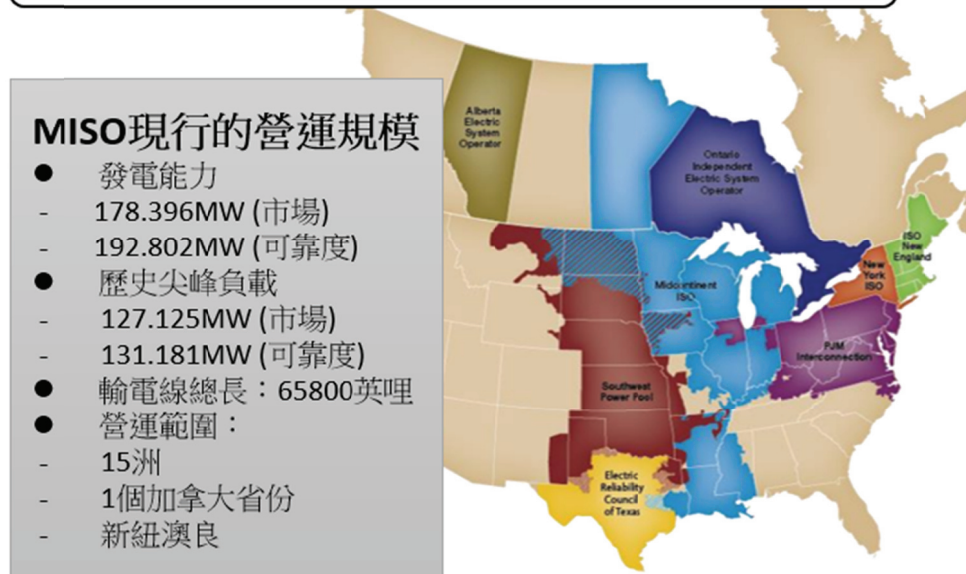 MISO現行的營運規模
● 發電能力
- 178.396MW (市場)
- 192.802MW (可靠度)
● 歷史尖峰負載
- 127.125MW (市場)
- 131.181MW (可靠度)
● 輸電線總長：65800英哩
● 營運範圍：
- 15洲
- 1個加拿大省份
- 新紐澳良
Alberta
Electric
System
Operator
Ontario
Independent
Electric System
Operator
ISO
New
England
New
York
ISO
Midcontinent
ISO
PJM
Interconnection
Southwest
Power Pool
Electric
Reliability
Council
of Texas